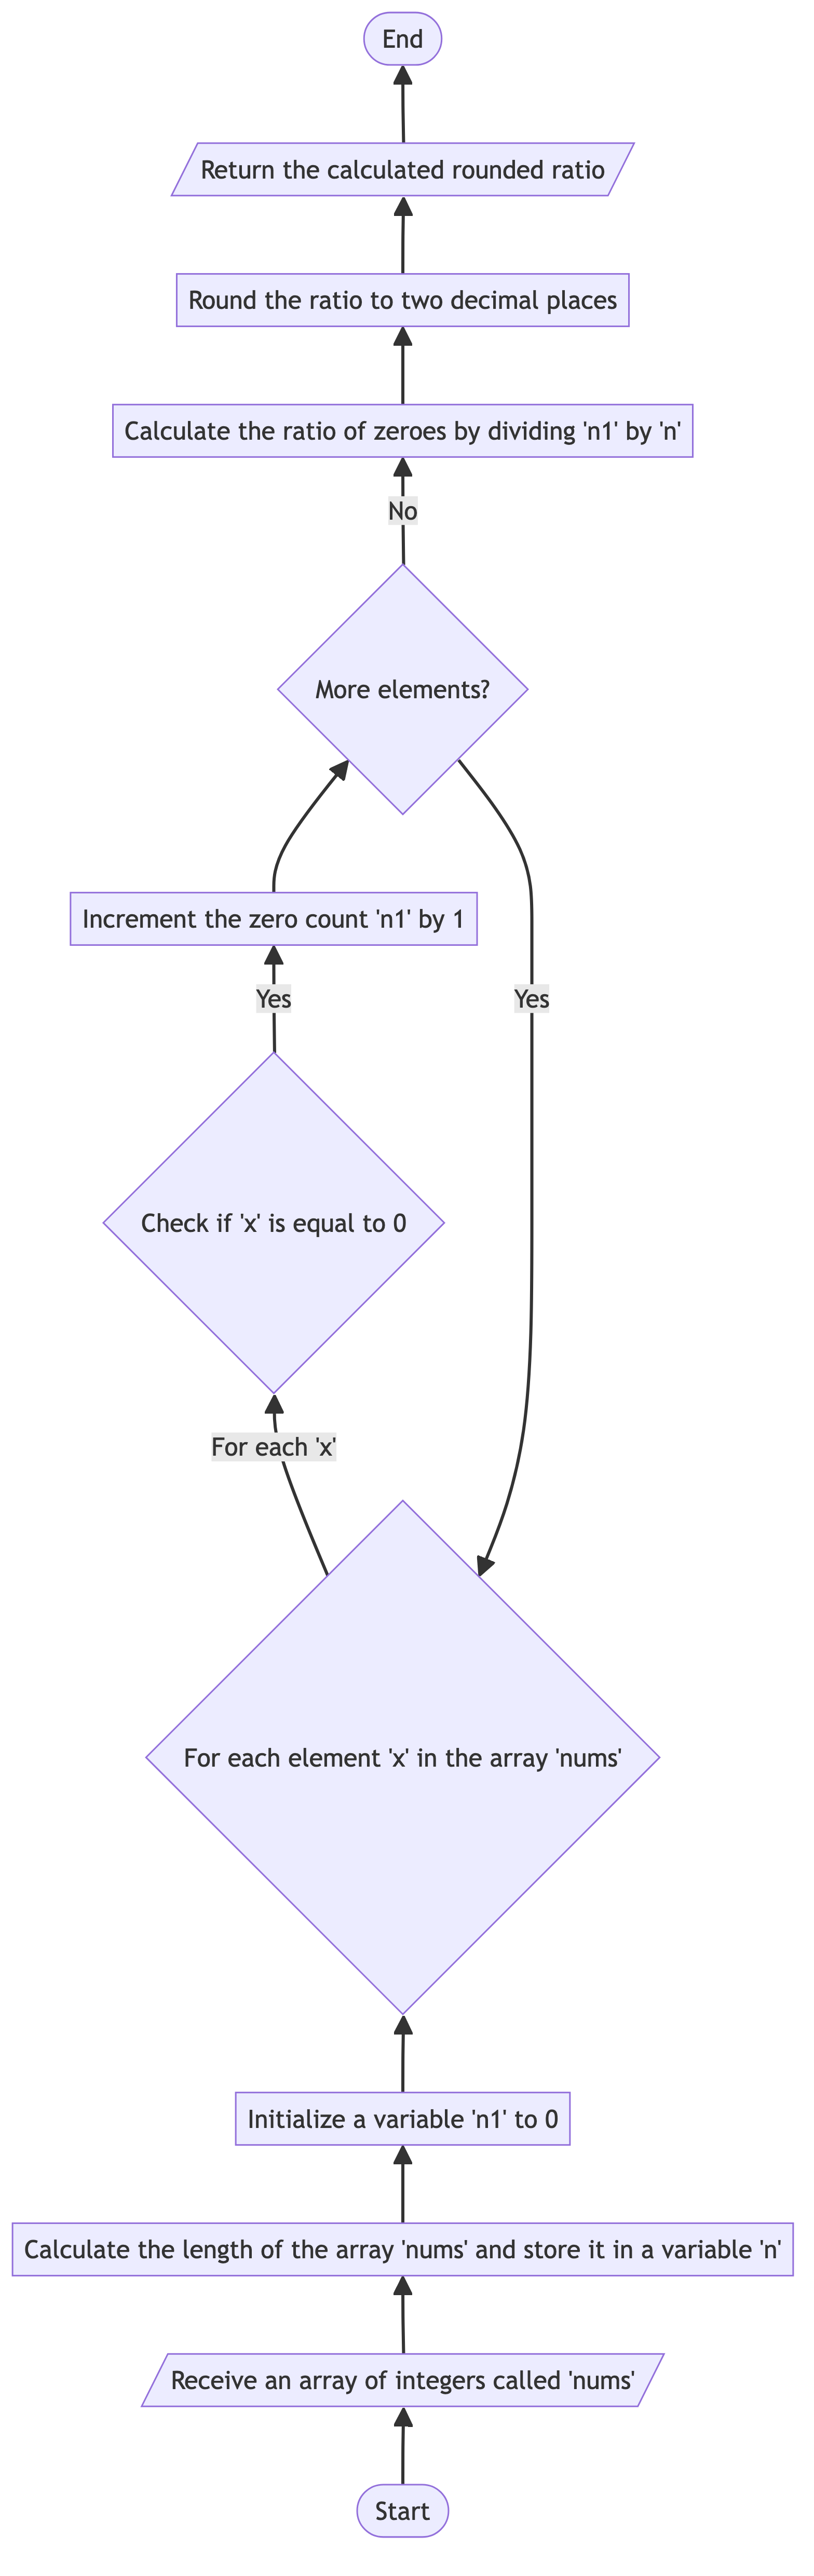 End
Return the calculated rounded ratio
Round the ratio to two decimal places
Calculate the ratio of zeroes by dividing 'n1' by 'n'
No
More elements?
Increment the zero count 'n1' by 1
Yes
Yes
Check if 'x' is equal to 0
For each 'x'
For each element 'x' in the array 'nums'
Initialize a variable 'n1' to 0
Calculate the length of the array 'nums' and store it in a variable 'n'
Receive an array of integers called 'nums'
Start